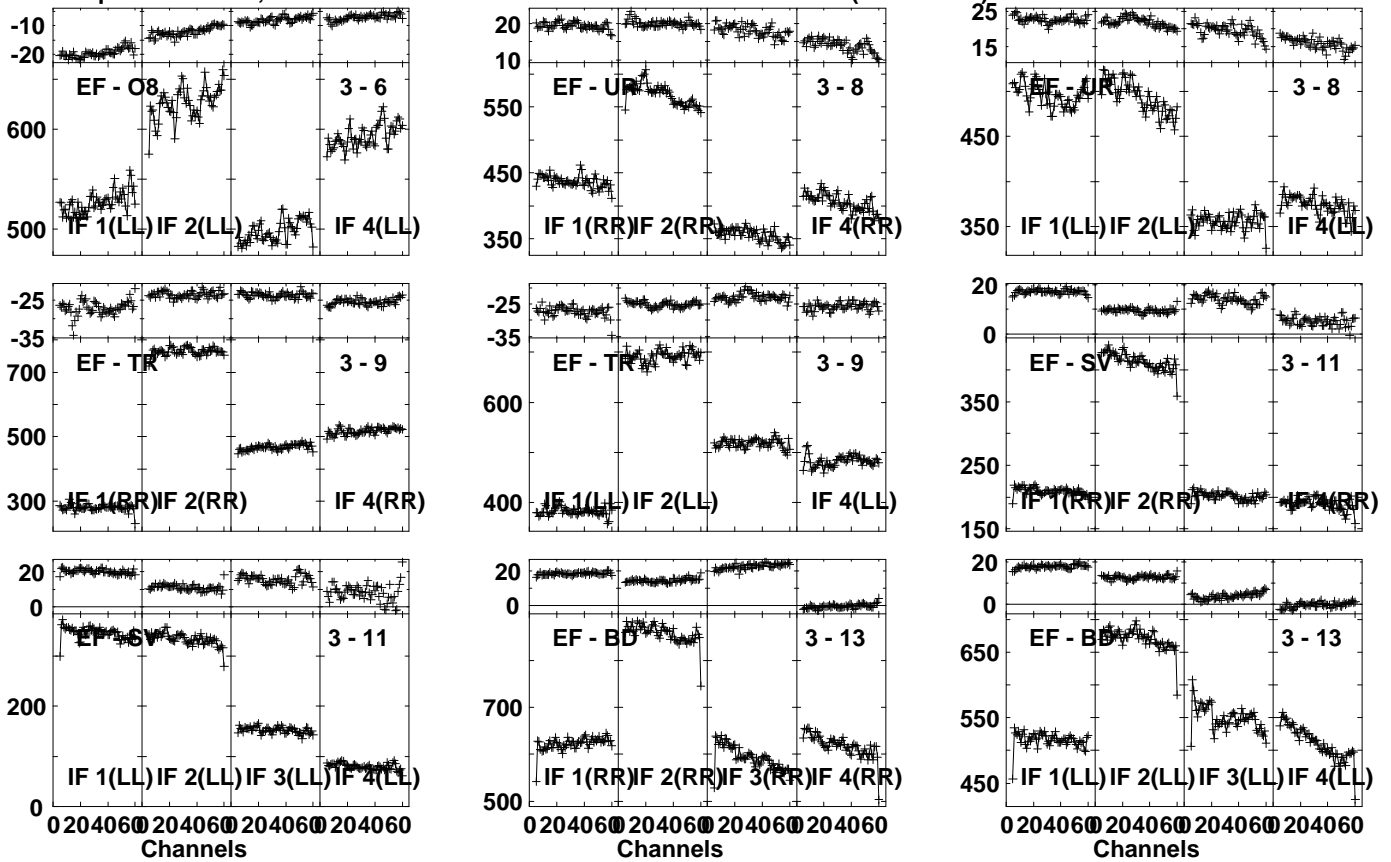 -10
-20
EF - O8 3 - 6
600
500
IF 1(LL) IF 2(LL) IF 4(LL)
20
10
EF - UR 3 - 8
550
450
350
IF 1(RR) IF 2(RR) IF 4(RR)
25
15
EF - UR 3 - 8
450
350
IF 1(LL) IF 2(LL) IF 4(LL)
-25
-35
EF - TR 3 - 9
700
500
300
IF 1(RR) IF 2(RR) IF 4(RR)
-25
-35
EF - TR 3 - 9
600
400
IF 1(LL) IF 2(LL) IF 4(LL)
20
0
EF - SV 3 - 11
350
250
150
IF 1(RR) IF 2(RR) IF 4(RR)
20
0
EF - SV 3 - 11
200
0
IF 1(LL) IF 2(LL) IF 3(LL) IF 4(LL)
0 204060 204060 204060 204060
Channels
20
0
EF - BD 3 - 13
700
500
IF 1(RR) IF 2(RR) IF 3(RR) IF 4(RR)
0 204060 204060 204060 204060
Channels
20
0
EF - BD 3 - 13
650
550
450
IF 1(LL) IF 2(LL) IF 3(LL) IF 4(LL)
0 204060 204060 204060 204060
Channels